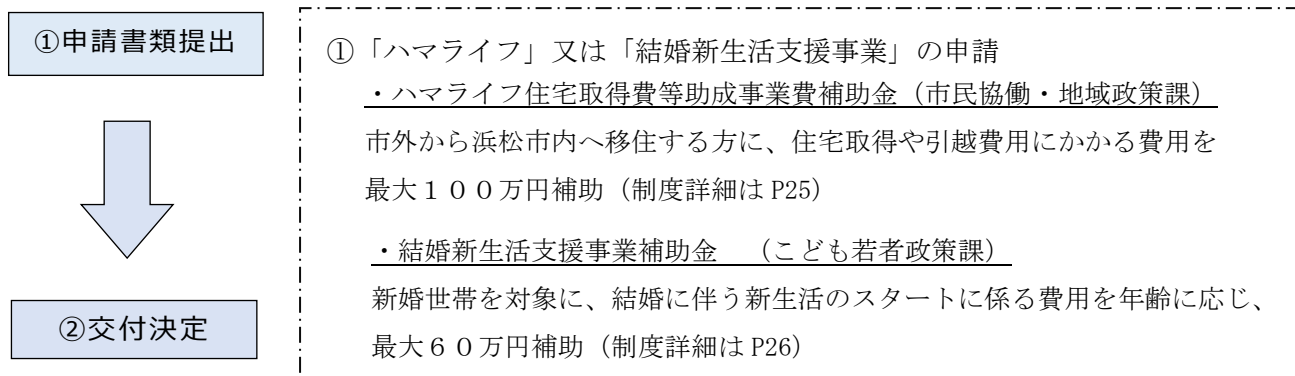 ①申請書類提出
②交付決定
①「ハマライフ」又は「結婚新生活支援事業」の申請
・ハマライフ住宅取得費等助成事業費補助金（市民協働・地域政策課）
市外から浜松市内へ移住する方に、住宅取得や引越費用にかかる費用を
最大１００万円補助（制度詳細は P25）
・結婚新生活支援事業補助金　（こども若者政策課）
新婚世帯を対象に、結婚に伴う新生活のスタートに係る費用を年齢に応じ、
最大６０万円補助（制度詳細は P26）